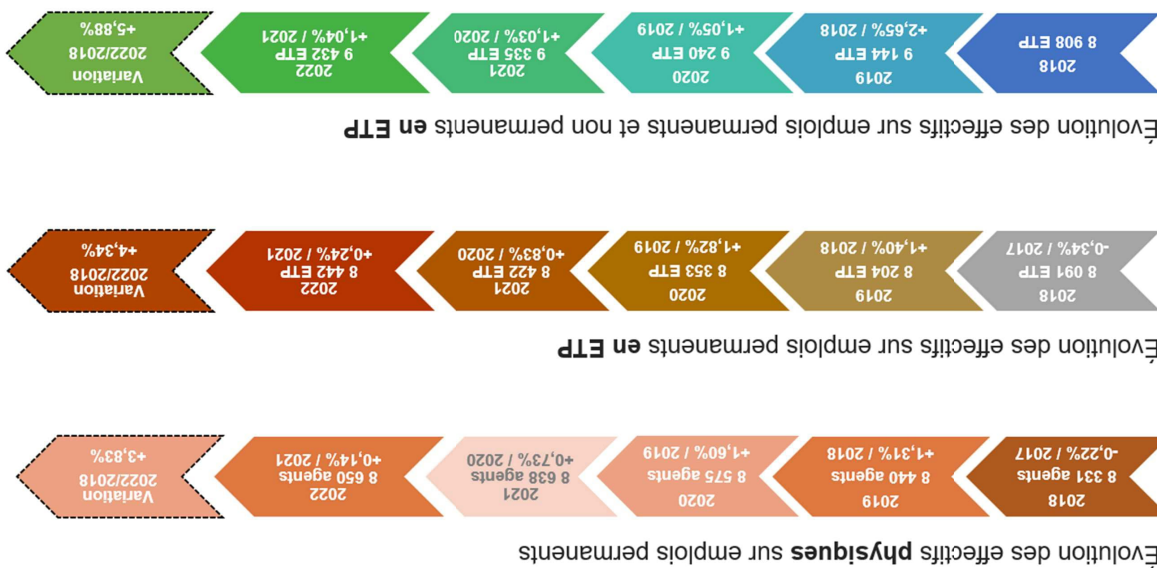 Évolution des effectifs physiques sur emplois permanents
2018
8 331 agents
-0,22% / 2017
2019
8 440 agents
+1,31% / 2018
2020
8 575 agents
+1,60% / 2019
2021
8 638 agents
+0,73% / 2020
2022
8 650 agents
+0,14% / 2021
Variation
2022/2018
+3,83%
Évolution des effectifs sur emplois permanents en ETP
2018
8 091 ETP
-0,34% / 2017
2019
8 204 ETP
+1,40% / 2018
2020
8 353 ETP
+1,82% / 2019
2021
8 422 ETP
+0,83% / 2020
2022
8 442 ETP
+0,24% / 2021
Variation
2022/2018
+4,34%
Évolution des effectifs sur emplois permanents et non permanents en ETP
2018
8 908 ETP
2019
9 144 ETP
+2,65% / 2018
2020
9 240 ETP
+1,05% / 2019
2021
9 335 ETP
+1,03% / 2020
2022
9 432 ETP
+1,04% / 2021
Variation
2022/2018
+5,88%